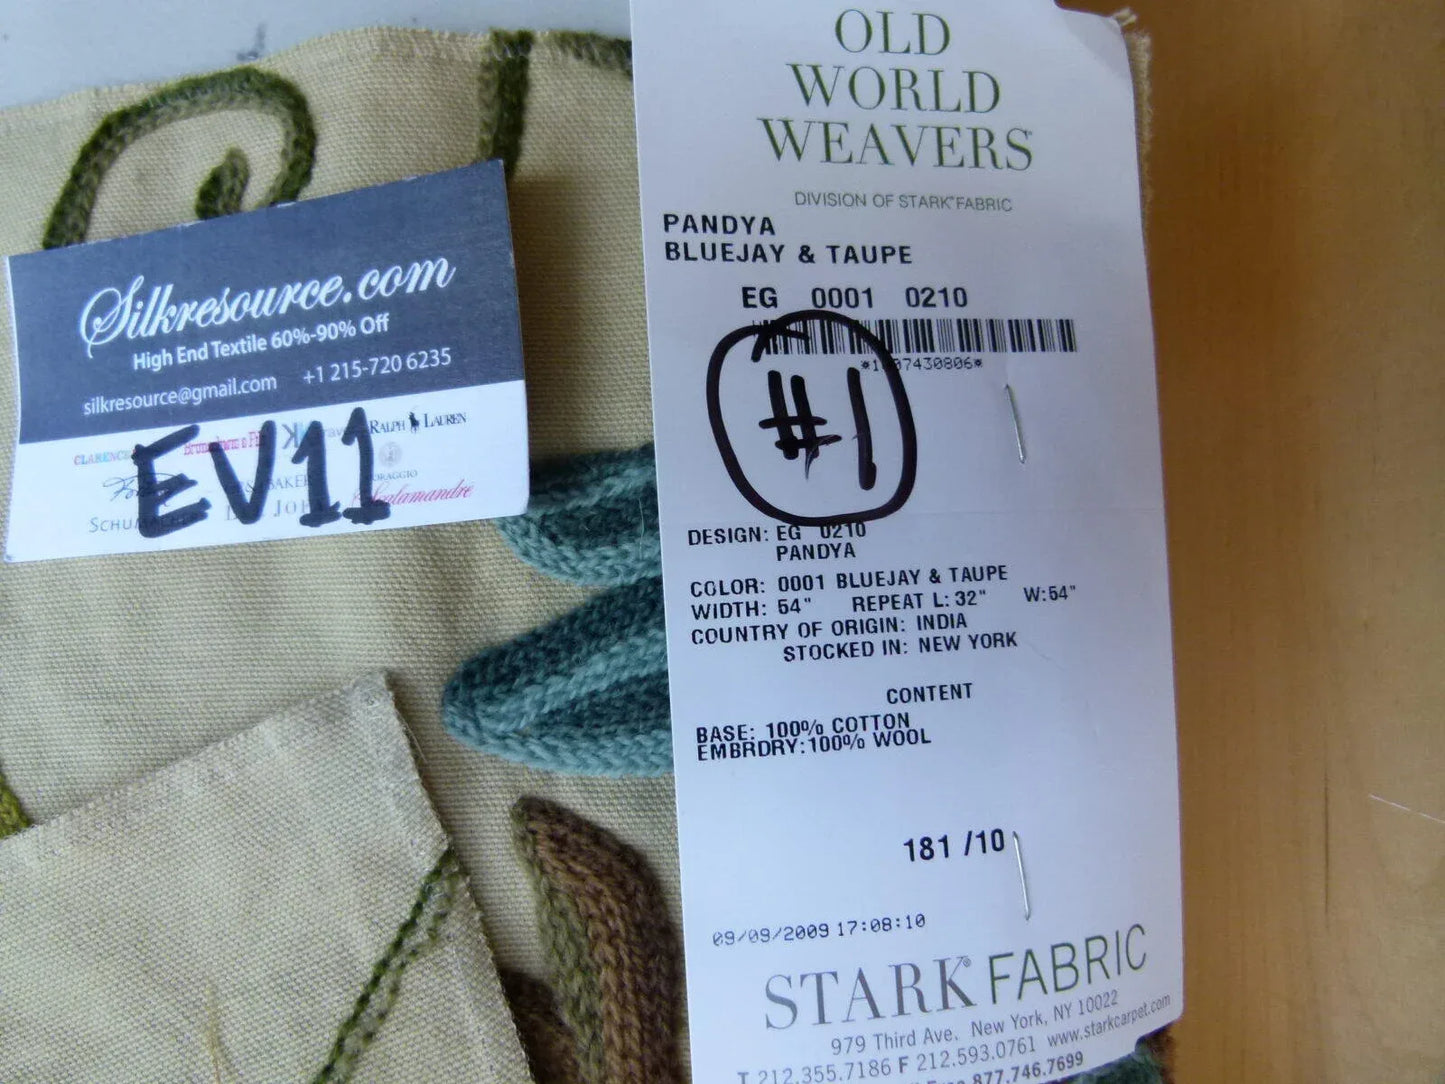 Silkresource.com
High End Textile 60%-90% Off
silkresource@gmail.com +1 215-720 6235
RALPH LAUREN
Scalamandre
EV11
OLD
WORLD
WEAVERS
DIVISION OF STARK FABRIC
PANDYA
BLUEJAY & TAUPE
EG 0001 0210
#1
DESIGN: EG 0210
PANDYA
COLOR: 0001 BLUEJAY & TAUPE
WIDTH: 54" REPEAT L: 32" W:54"
COUNTRY OF ORIGIN: INDIA
STOCKED IN: NEW YORK
CONTENT
BASE: 100% COTTON
EMBRDRY:100% WOOL
181 /10
09/09/2009 17:08:10
STARK® FABRIC
979 Third Ave. New York, NY 10022
T 212.355.7186 F 212.593.0761 www.starkcarpet.com
877.746.7699